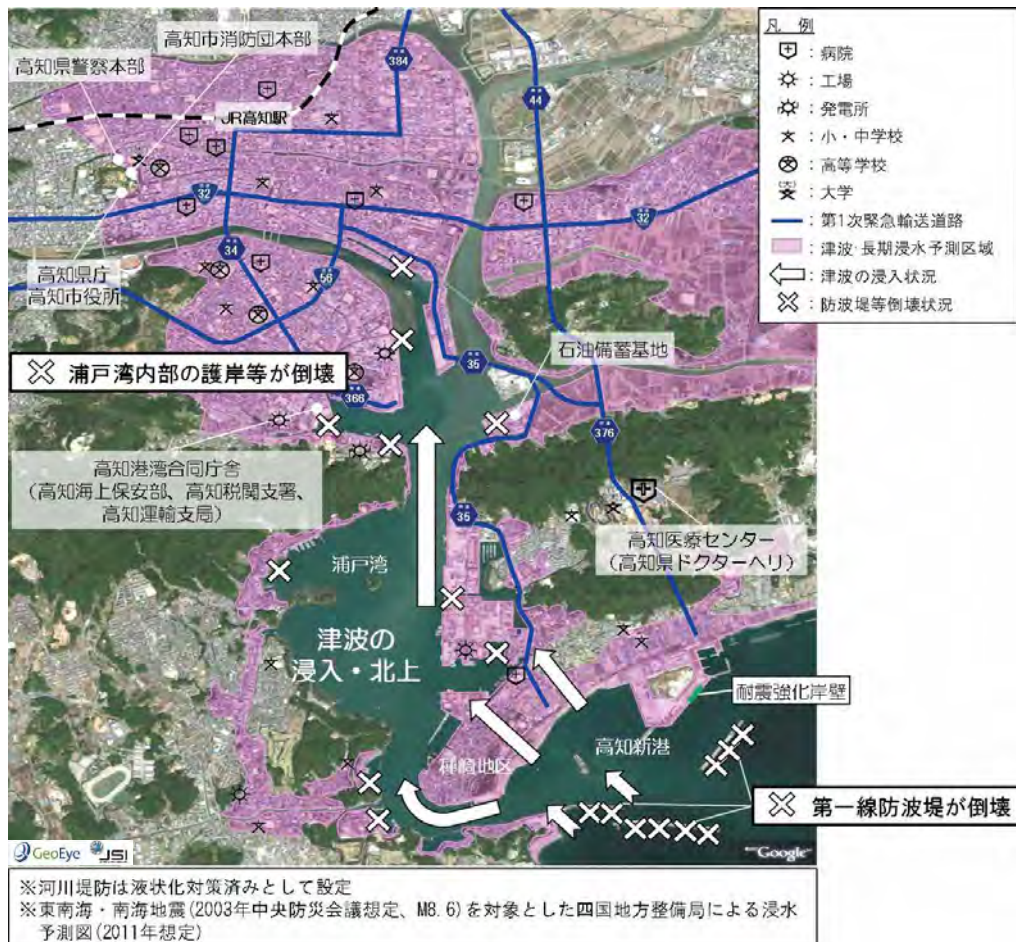 高知市消防団本部
高知県警察本部
384
44
JR高知駅
32
32
34
56
高知県庁
高知市役所
浦戸湾内部の護岸等が倒壊
35
石油備蓄基地
366
376
高知港湾合同庁舎
(高知海上保安部、高知税関支署、
高知運輸支局)
35
高知医療センター
(高知県ドクターヘリ)
浦戸湾
津波の
浸入・北上
耐震強化岸壁
高知新港
種崎地区
第一線防波堤が倒壊
GeoEye
JSI
Google
凡 例
：病院
：工場
：発電所
：小・中学校
：高等学校
：大学
：第1次緊急輸送道路
：津波・長期浸水予測区域
：津波の浸入状況
：防波堤等倒壊状況
※河川堤防は液状化対策済みとして設定
※東南海・南海地震(2003年中央防災会議想定、M8.6)を対象とした四国地方整備局による浸水
予測図(2011年想定)